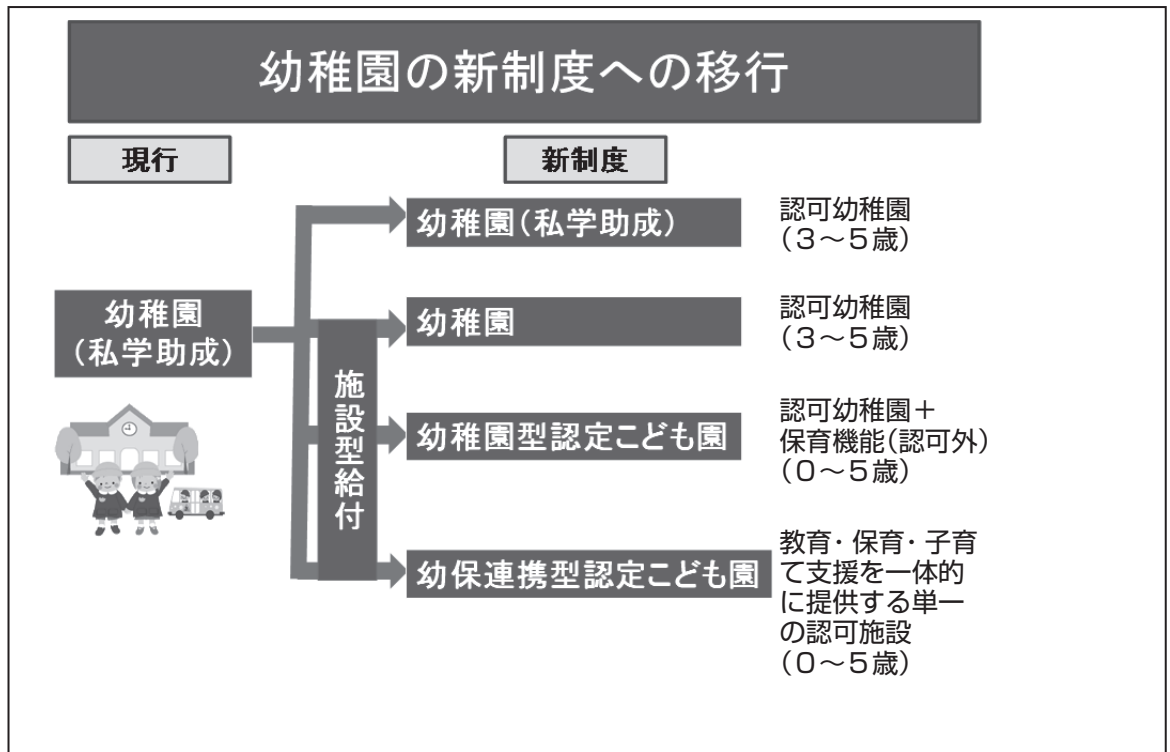 幼稚園の新制度への移行
現行
新制度
幼稚園
(私学助成)
施設型給付
幼稚園(私学助成)
認可幼稚園
(3～5歳)
幼稚園
認可幼稚園
(3～5歳)
幼稚園型認定こども園
認可幼稚園＋
保育機能(認可外)
(0～5歳)
幼保連携型認定こども園
教育・保育・子育
て支援を一体的
に提供する単一
の認可施設
(0～5歳)